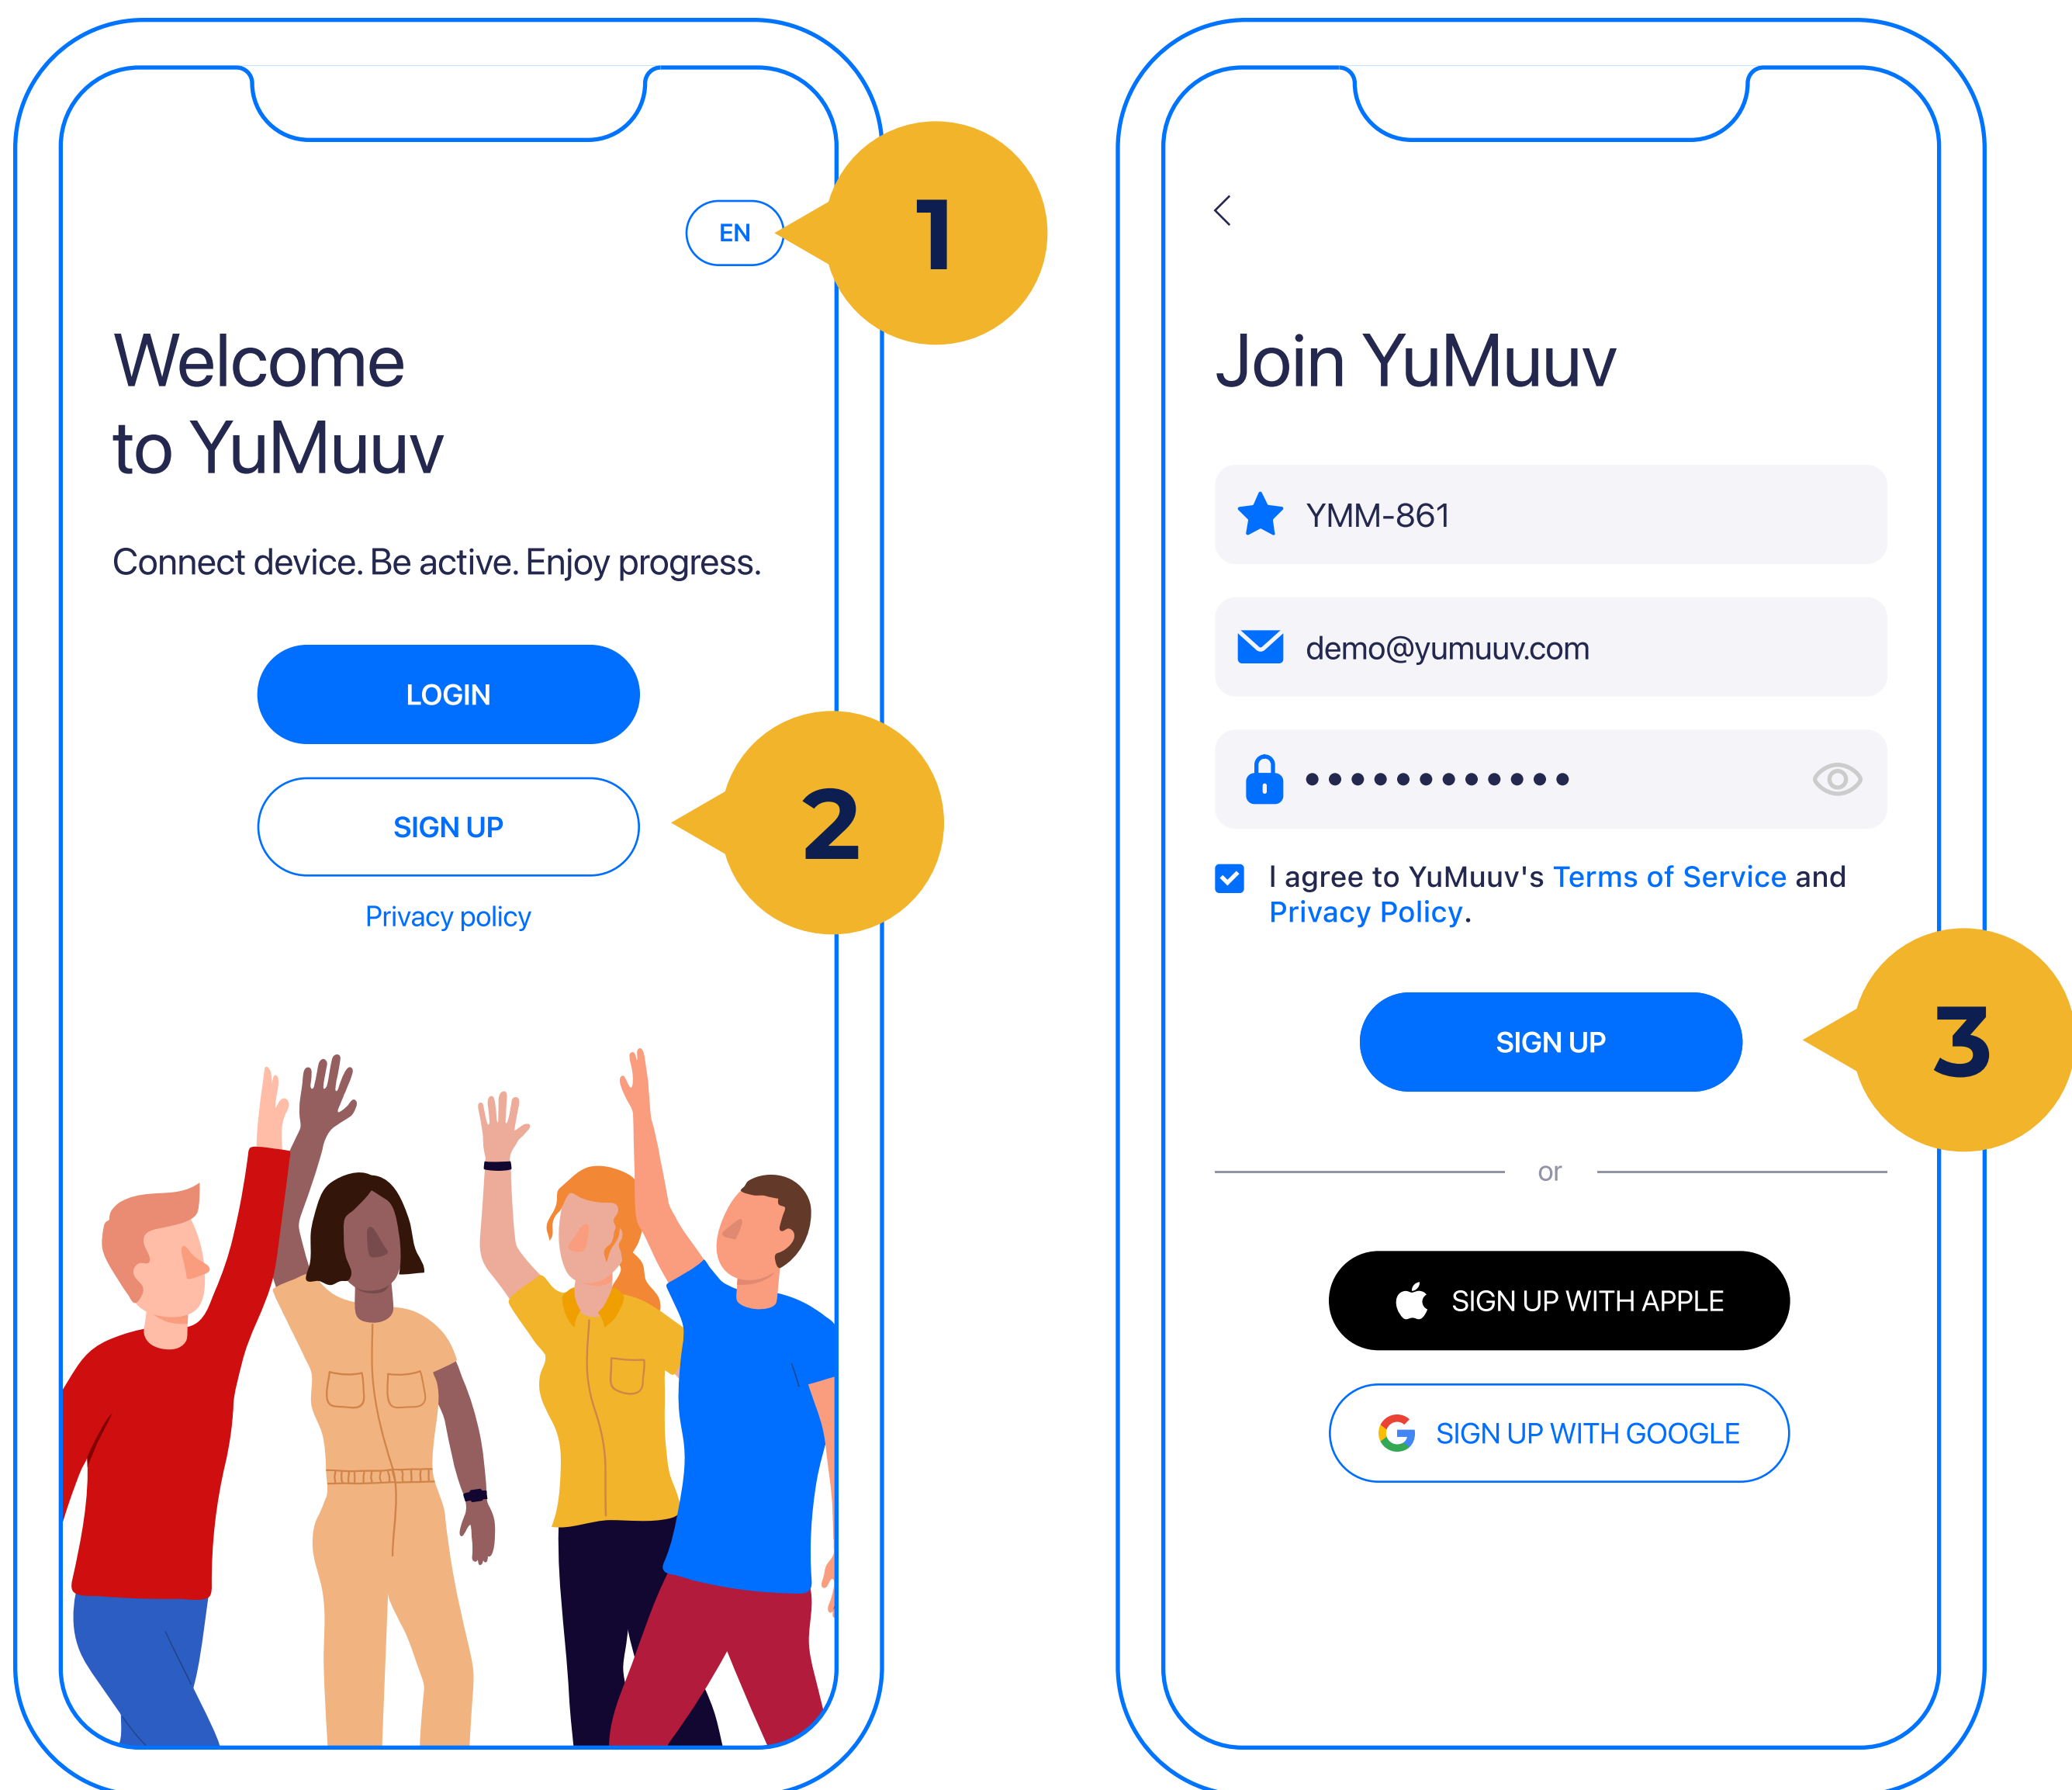 EN
1
Welcome
to YuMuuv
Connect device. Be active. Enjoy progress.
LOGIN
SIGN UP
2
Privacy policy
Join YuMuuv
YMM-861
demo@yumuuv.com
I agree to YuMuuv's Terms of Service and
Privacy Policy.
SIGN UP
3
or
SIGN UP WITH APPLE
SIGN UP WITH GOOGLE